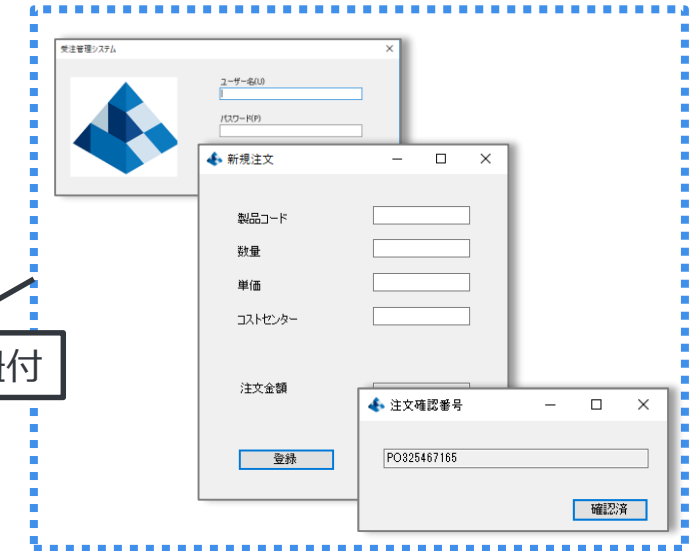 受注管理システム
ユーザー名(U)
パスワード(P)
新規注文
製品コード
数量
単価
コストセンター
付
注文金額
登録
注文確認番号
PO325467165
確認済